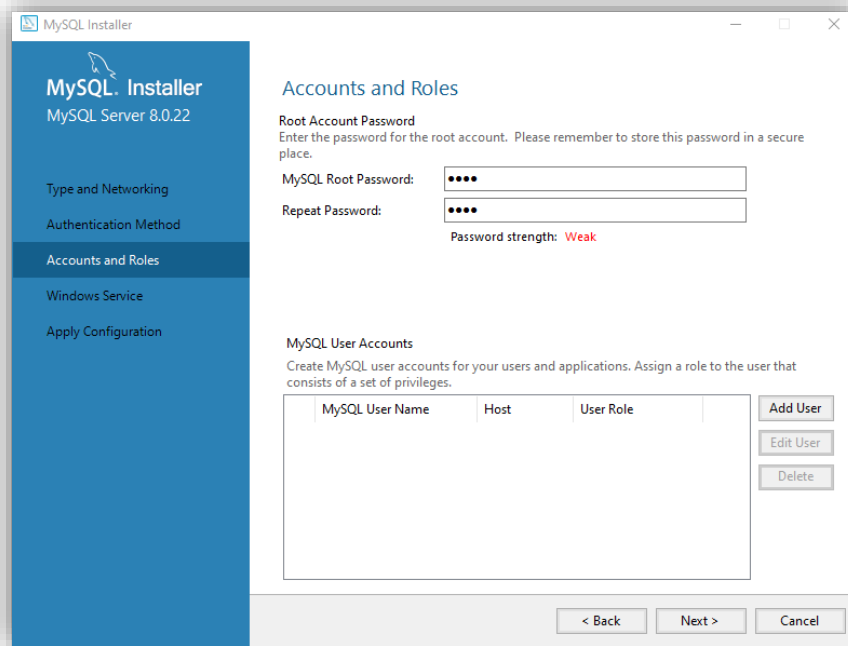 MySQL Installer
MySQL. Installer
MySQL Server 8.0.22
Type and Networking
Authentication Method
Accounts and Roles
Windows Service
Apply Configuration
Accounts and Roles
Root Account Password
Enter the password for the root account. Please remember to store this password in a secure
place.
MySQL Root Password: ●●●●
Repeat Password: ●●●●
Password strength: Weak
MySQL User Accounts
Create MySQL user accounts for your users and applications. Assign a role to the user that
consists of a set of privileges.
MySQL User Name Host User Role
Add User
Edit User
Delete
< Back Next > Cancel